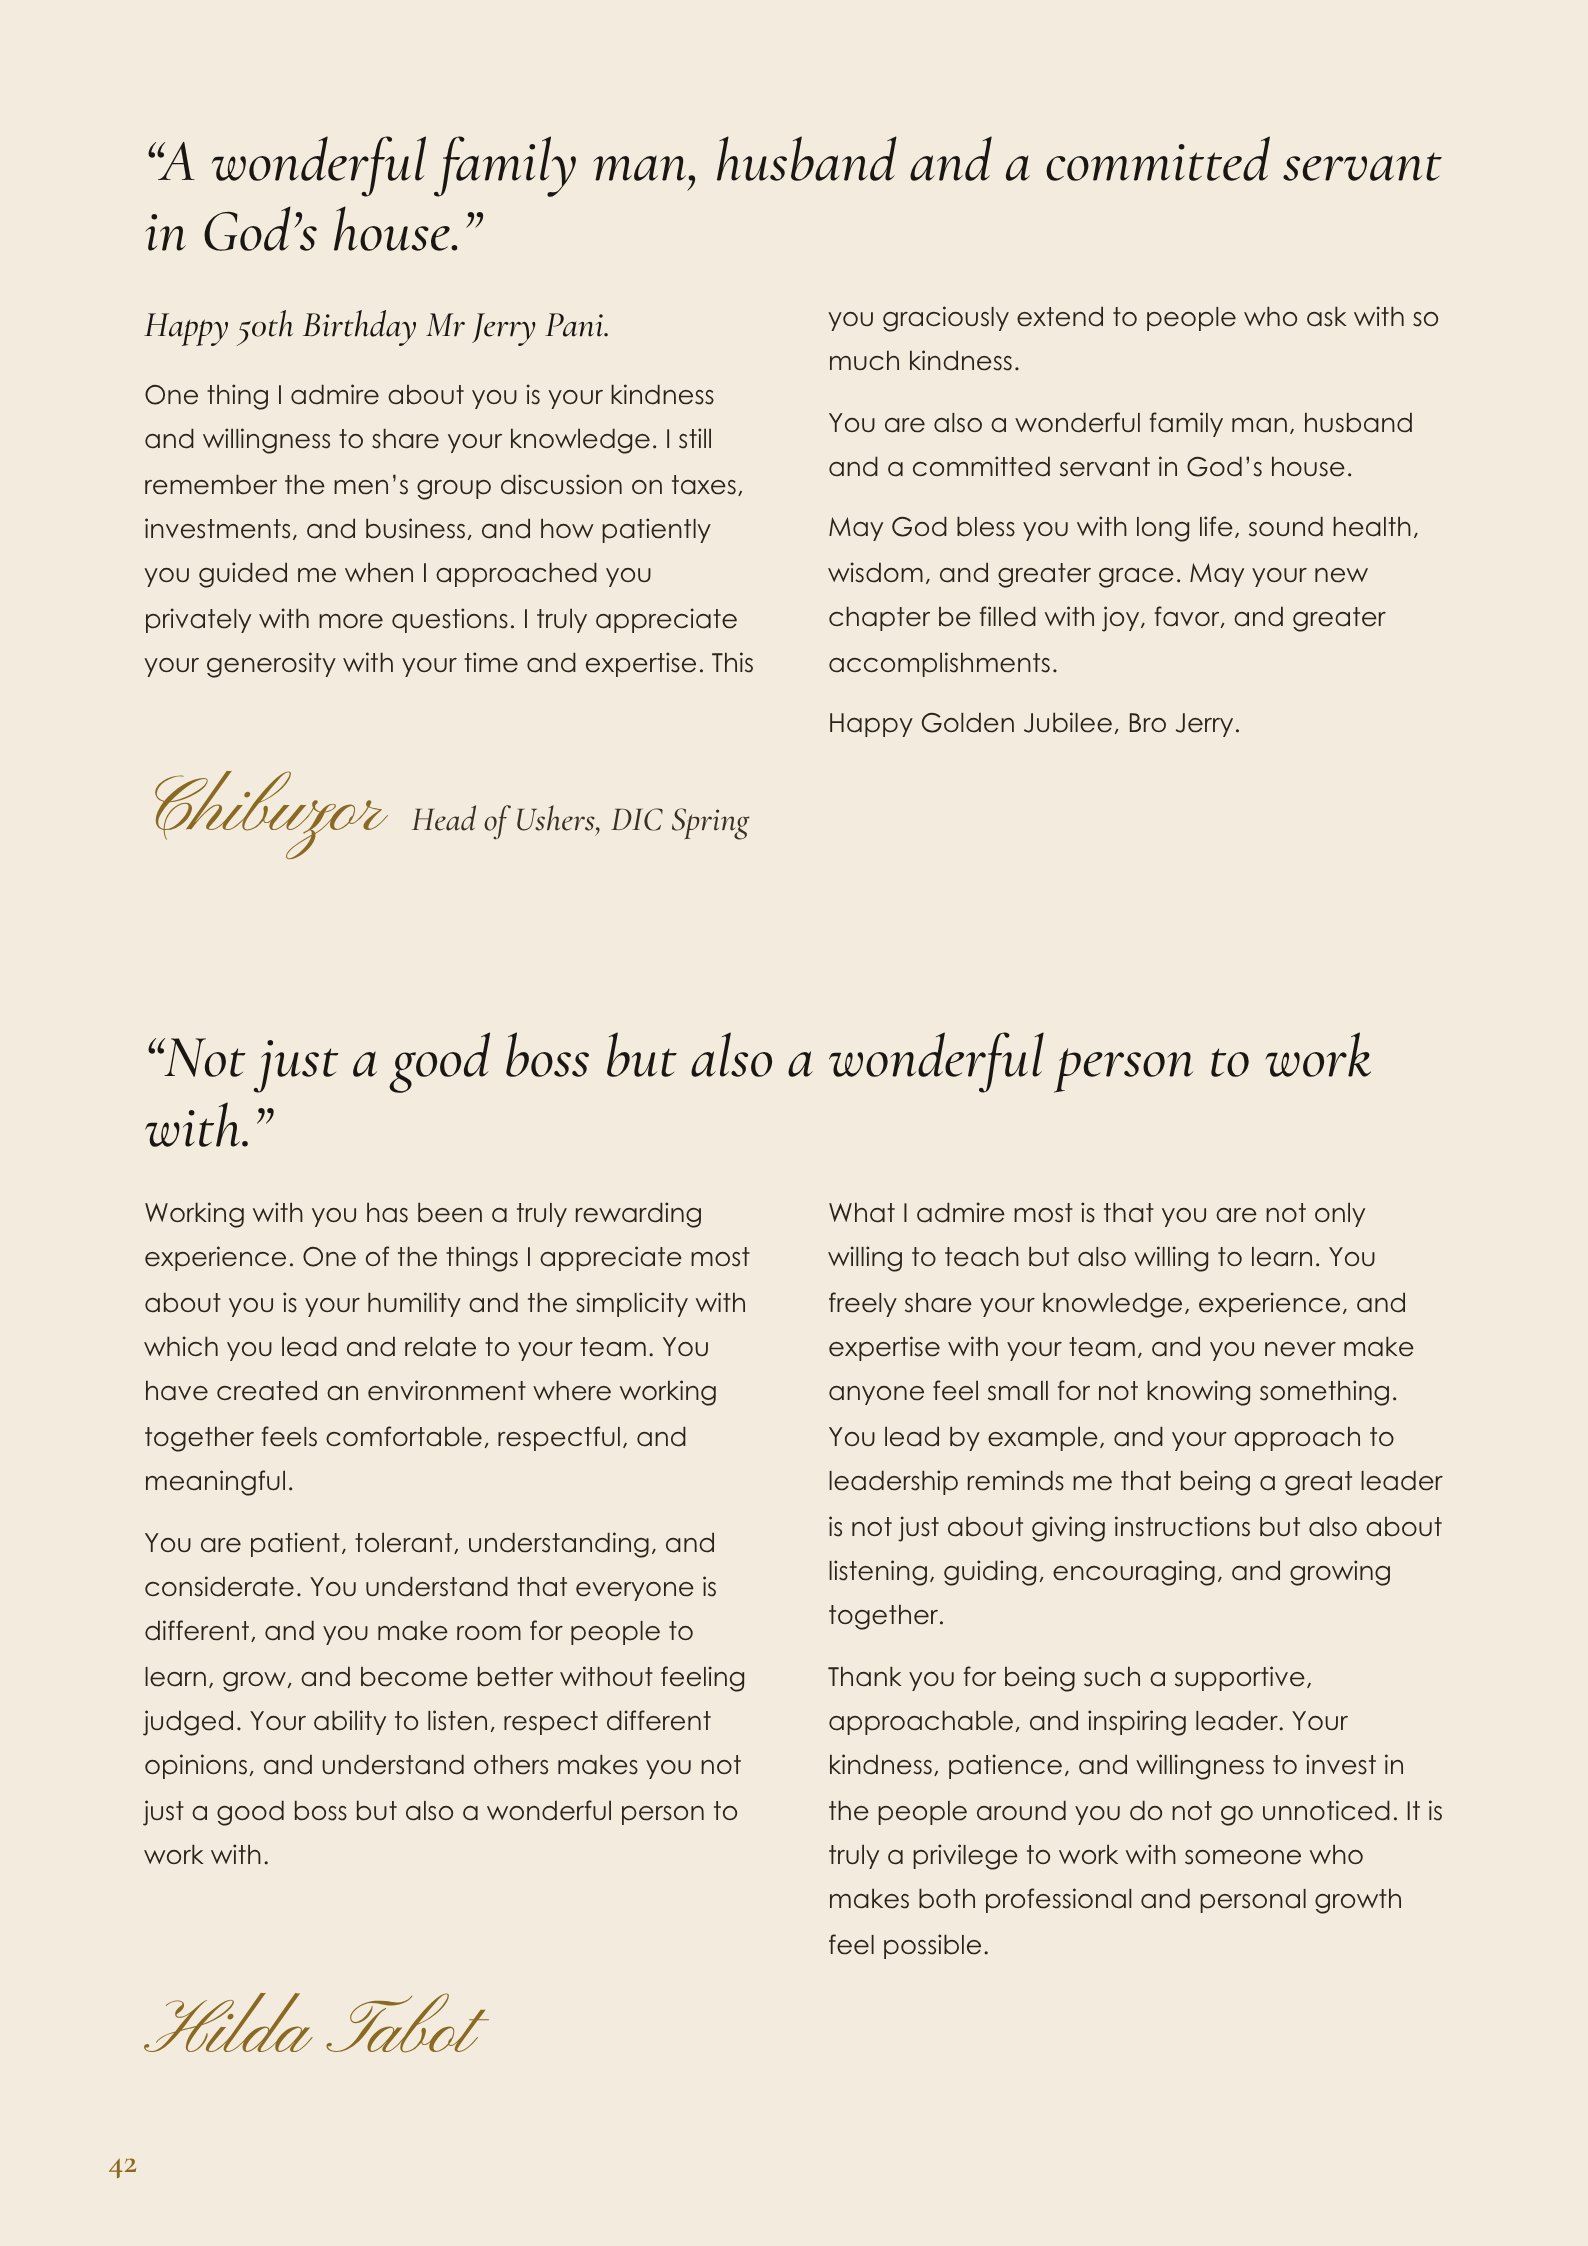 “A wonderful family man, husband and a committed servant
in God’s house.”
Happy 50th Birthday Mr Jerry Pani.
One thing I admire about you is your kindness
and willingness to share your knowledge. I still
remember the men’s group discussion on taxes,
investments, and business, and how patiently
you guided me when I approached you
privately with more questions. I truly appreciate
your generosity with your time and expertise. This
you graciously extend to people who ask with so
much kindness.
You are also a wonderful family man, husband
and a committed servant in God’s house.
May God bless you with long life, sound health,
wisdom, and greater grace. May your new
chapter be filled with joy, favor, and greater
accomplishments.
Happy Golden Jubilee, Bro Jerry.
Chibuzor Head of Ushers, DIC Spring
“Not just a good boss but also a wonderful person to work
with.”
Working with you has been a truly rewarding
experience. One of the things I appreciate most
about you is your humility and the simplicity with
which you lead and relate to your team. You
have created an environment where working
together feels comfortable, respectful, and
meaningful.
You are patient, tolerant, understanding, and
considerate. You understand that everyone is
different, and you make room for people to
learn, grow, and become better without feeling
judged. Your ability to listen, respect different
opinions, and understand others makes you not
just a good boss but also a wonderful person to
work with.
What I admire most is that you are not only
willing to teach but also willing to learn. You
freely share your knowledge, experience, and
expertise with your team, and you never make
anyone feel small for not knowing something.
You lead by example, and your approach to
leadership reminds me that being a great leader
is not just about giving instructions but also about
listening, guiding, encouraging, and growing
together.
Thank you for being such a supportive,
approachable, and inspiring leader. Your
kindness, patience, and willingness to invest in
the people around you do not go unnoticed. It is
truly a privilege to work with someone who
makes both professional and personal growth
feel possible.
Hilda Tabot
42